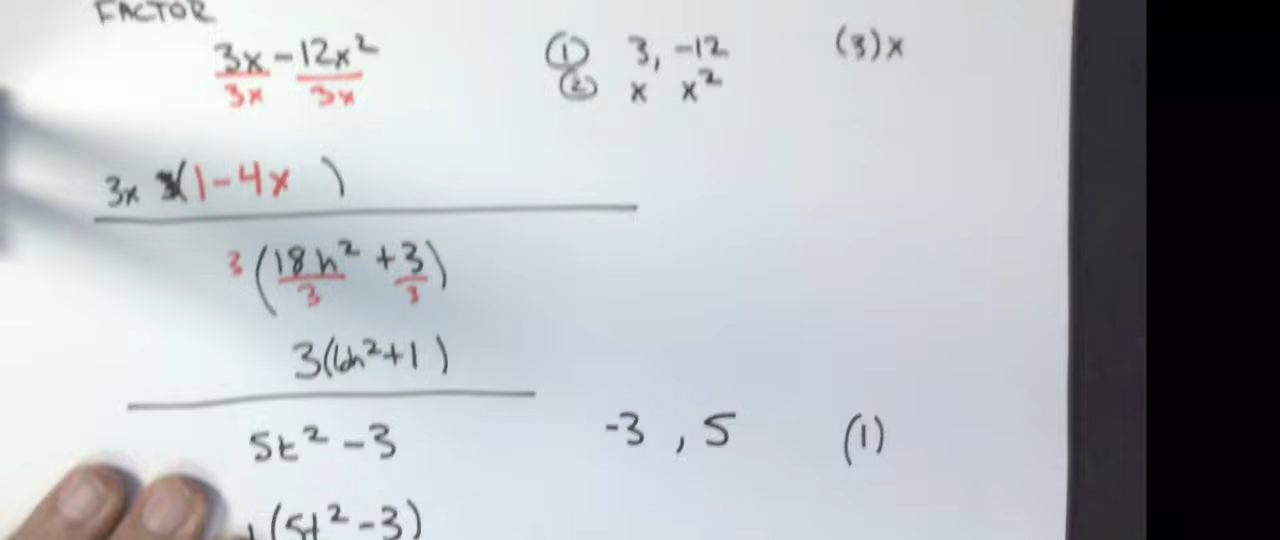 FACTOR
3x - 12x² ① 3, -12 (3)x
3x 3x ② x x²
3x (1 - 4x )
3 (18h² + 3)
3 3
3(6h² + 1 )
5t² - 3 -3 , 5 (1)
(5t² - 3)